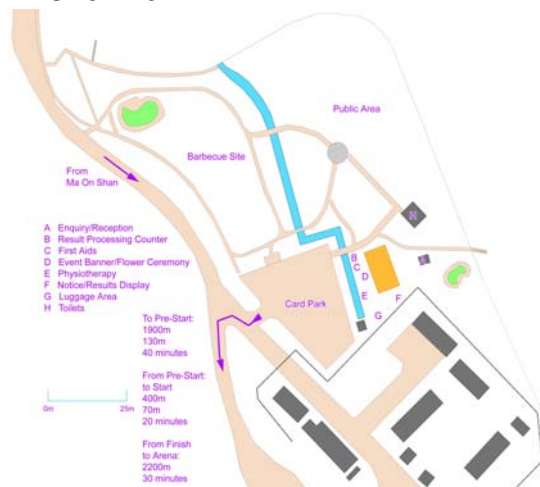 Public Area
Barbecue Site
From
Ma On Shan
H
A Enquiry/Reception
B Result Processing Counter
C First Aids
D Event Banner/Flower Ceremony
E Physiotherapy
F Notice/Results Display
G Luggage Area
H Toilets
B
C
D
E
F
G
Card Park
To Pre-Start:
1900m
130m
40 minutes
From Pre-Start:
to Start
400m
70m
20 minutes
0m 25m
From Finish
to Arena:
2200m
30 minutes